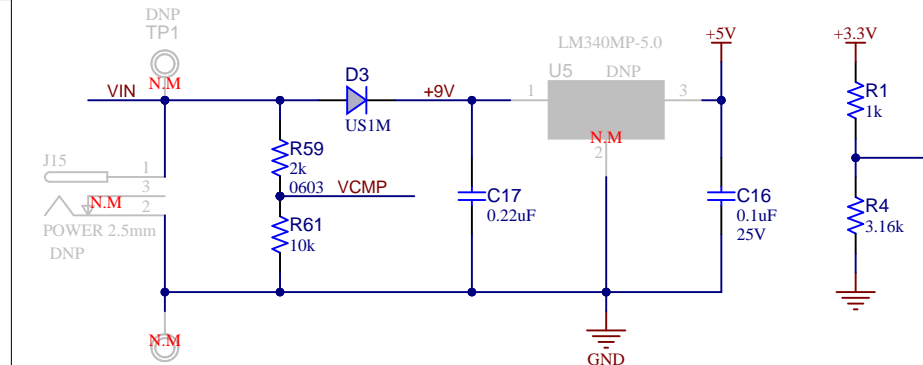 DNP
TP1
N.M
VIN
D3
US1M
+9V
LM340MP-5.0
U5
DNP
1
3
N.M
2
+5V
+3.3V
R1
1k
R59
2k
0603
VCMP
J15
1
3
N.M
2
POWER 2.5mm
DNP
R61
10k
C17
0.22uF
C16
0.1uF
25V
R4
3.16k
N.M
GND